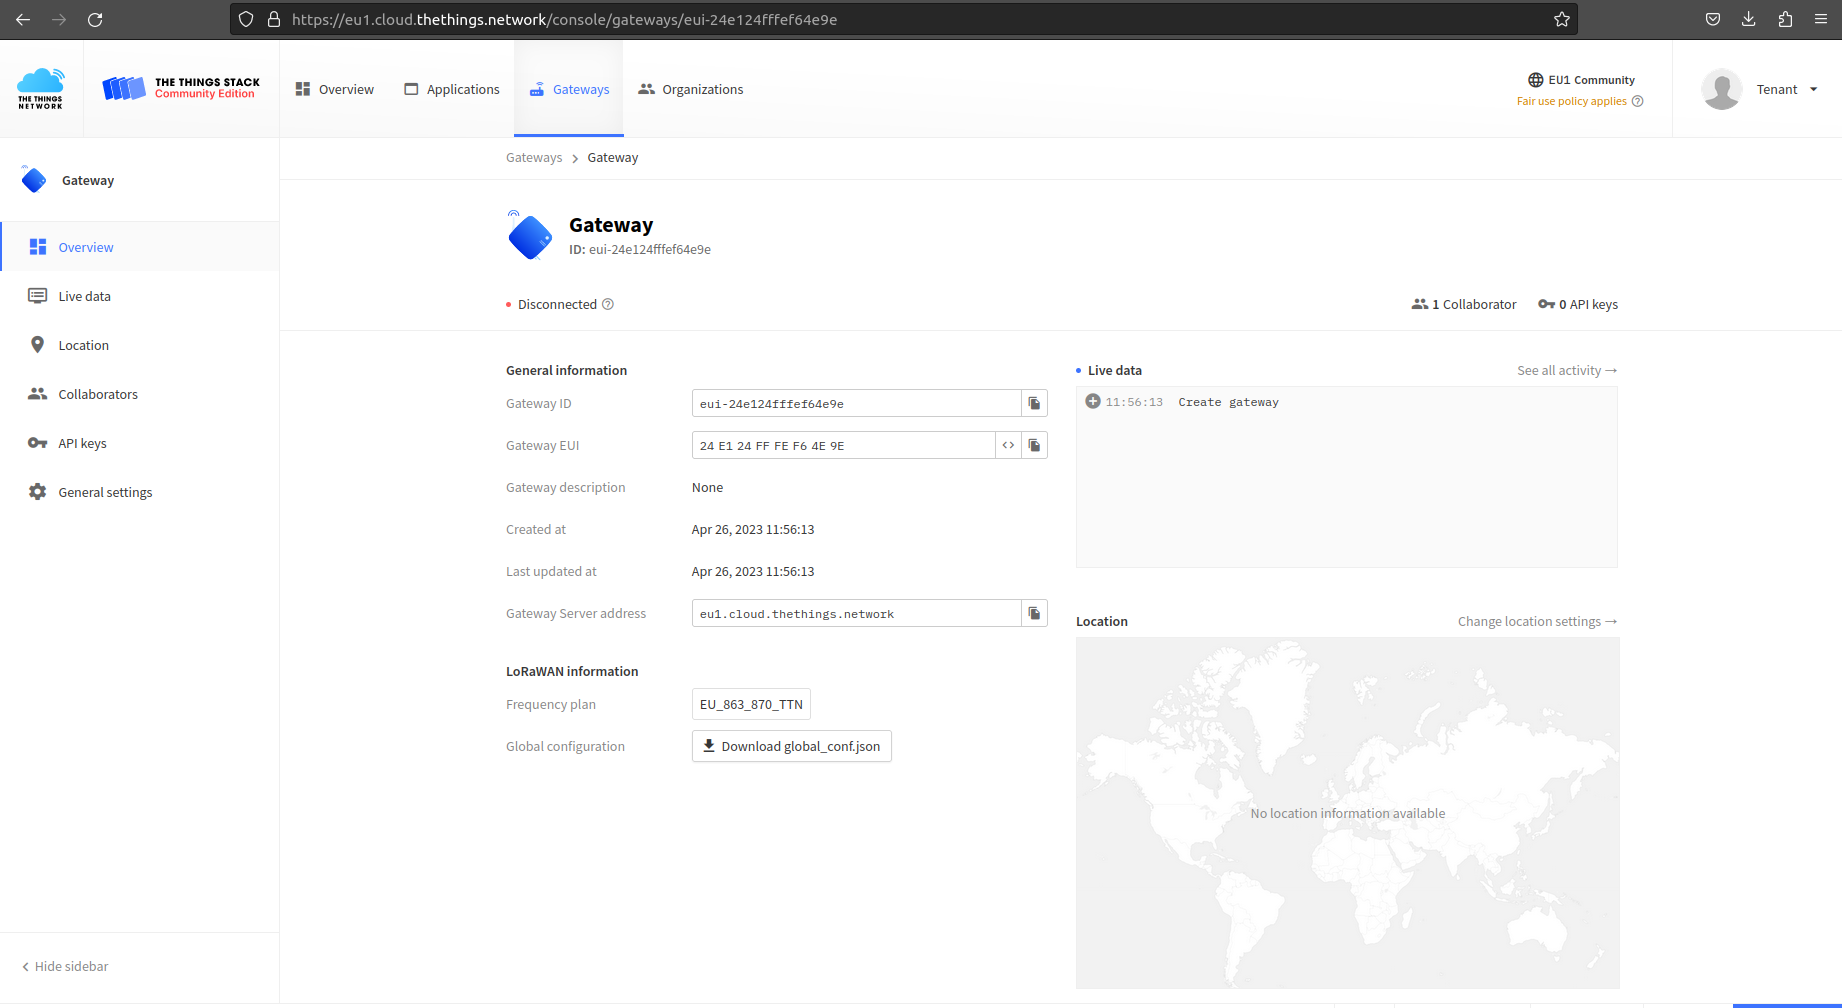 https://eu1.cloud.thethings.network/console/gateways/eui-24e124fffef64e9e
THE THINGS
NETWORK
THE THINGS STACK
Community Edition
Overview
Applications
Gateways
Organizations
EU1 Community
Fair use policy applies
Tenant
Gateway
Overview
Live data
Location
Collaborators
API keys
General settings
Hide sidebar
Gateways > Gateway
Gateway
ID: eui-24e124fffef64e9e
Disconnected
1 Collaborator
0 API keys
General information
Gateway ID
eui-24e124fffef64e9e
Gateway EUI
24 E1 24 FF FE F6 4E 9E
Gateway description
None
Created at
Apr 26, 2023 11:56:13
Last updated at
Apr 26, 2023 11:56:13
Gateway Server address
eu1.cloud.thethings.network
LoRaWAN information
Frequency plan
EU_863_870_TTN
Global configuration
Download global_conf.json
Live data
See all activity →
11:56:13 Create gateway
Location
Change location settings →
No location information available